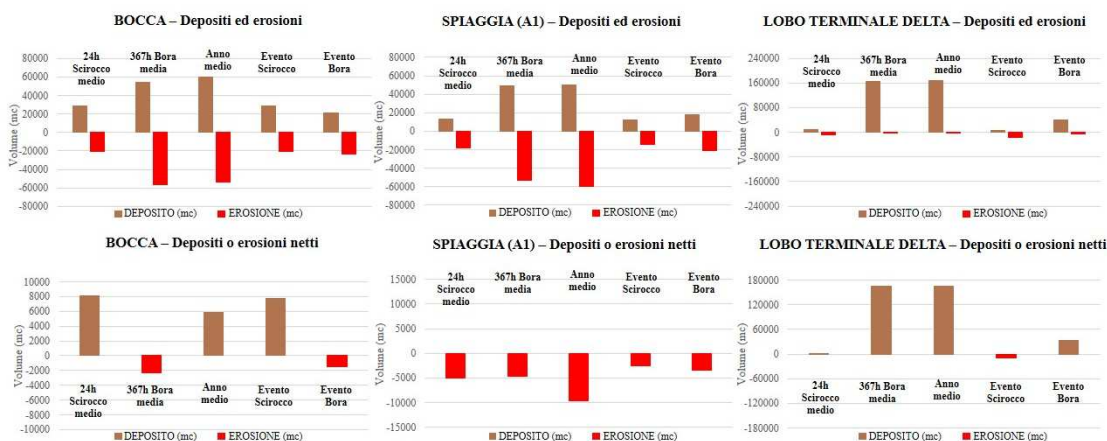 BOCCA – Depositi ed erosioni
80000
60000
40000
20000
0
-20000
-40000
-60000
-80000
Volume (mc)
24h
Scirocco
medio
367h Bora
media
Anno
medio
Evento
Scirocco
Evento
Bora
DEPOSITO (mc) EROSIONE (mc)
SPIAGGIA (A1) – Depositi ed erosioni
80000
60000
40000
20000
0
-20000
-40000
-60000
-80000
Volume (mc)
24h
Scirocco
medio
367h Bora
media
Anno
medio
Evento
Scirocco
Evento
Bora
DEPOSITO (mc) EROSIONE (mc)
LOBO TERMINALE DELTA – Depositi ed erosioni
240000
160000
80000
0
-80000
-160000
-240000
Volume (mc)
24h
Scirocco
medio
367h Bora
media
Anno
medio
Evento
Scirocco
Evento
Bora
DEPOSITO (mc) EROSIONE (mc)
BOCCA – Depositi o erosioni netti
10000
8000
6000
4000
2000
0
-2000
-4000
-6000
-8000
-10000
Volume (mc)
24h
Scirocco
medio
367h Bora
media
Anno
medio
Evento
Scirocco
Evento
Bora
DEPOSITO (mc) EROSIONE (mc)
SPIAGGIA (A1) – Depositi o erosioni netti
15000
10000
5000
0
-5000
-10000
-15000
Volume (mc)
24h
Scirocco
medio
367h Bora
media
Anno
medio
Evento
Scirocco
Evento
Bora
DEPOSITO (mc) EROSIONE (mc)
LOBO TERMINALE DELTA – Depositi o erosioni netti
180000
120000
60000
0
-60000
-120000
-180000
Volume (mc)
24h
Scirocco
medio
367h Bora
media
Anno
medio
Evento
Scirocco
Evento
Bora
DEPOSITO (mc) EROSIONE (mc)